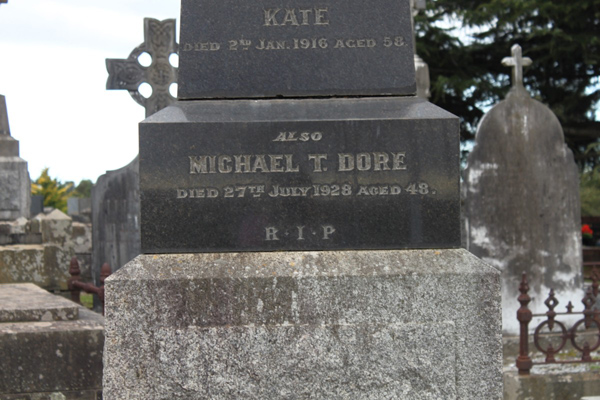 KATE
DIED 2ND JAN. 1916 AGED 58.
ALSO
MICHAEL T DORE
DIED 27TH JULY 1928 AGED 48.
R·I·P